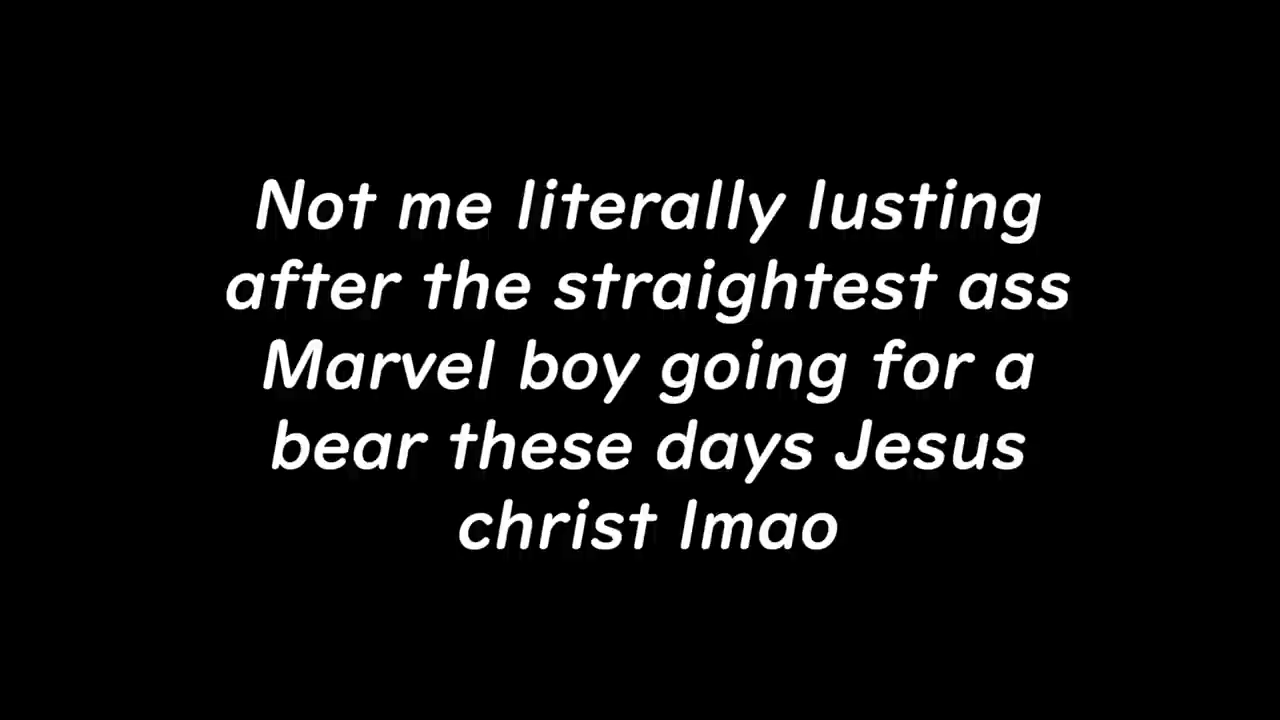 Not me literally lusting
after the straightest ass
Marvel boy going for a
bear these days Jesus
christ lmao